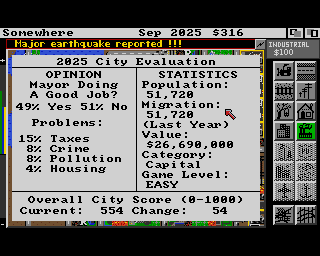 Somewhere Sep 2025 $316
Major earthquake reported !!!
INDUSTRIAL
$100
2025 City Evaluation
OPINION
Mayor Doing
A Good Job?
49% Yes 51% No
Problems:
15% Taxes
8% Crime
8% Pollution
4% Housing
STATISTICS
Population:
51,720
Migration:
51,720
(Last Year)
Value:
$26,690,000
Category:
Capital
Game Level:
EASY
Overall City Score (0-1000)
Current: 554 Change: 54